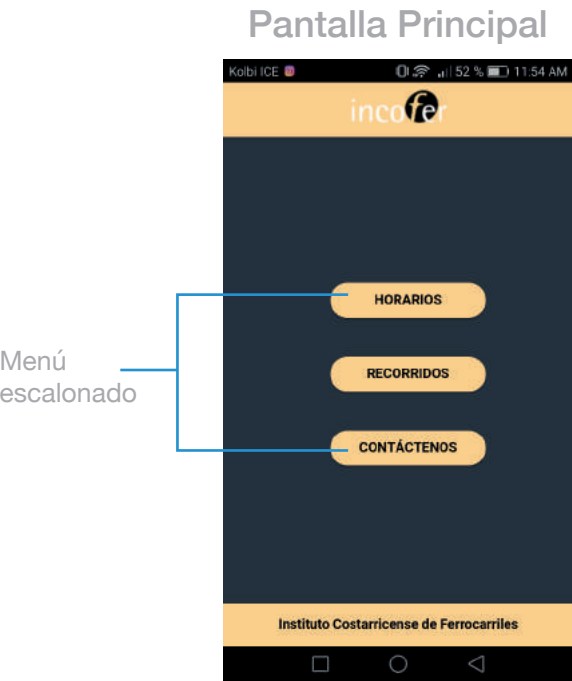 Pantalla Principal
Kolbi ICE 52 % 11:54 AM
incofer
HORARIOS
Menú
escalonado
RECORRIDOS
CONTÁCTENOS
Instituto Costarricense de Ferrocarriles